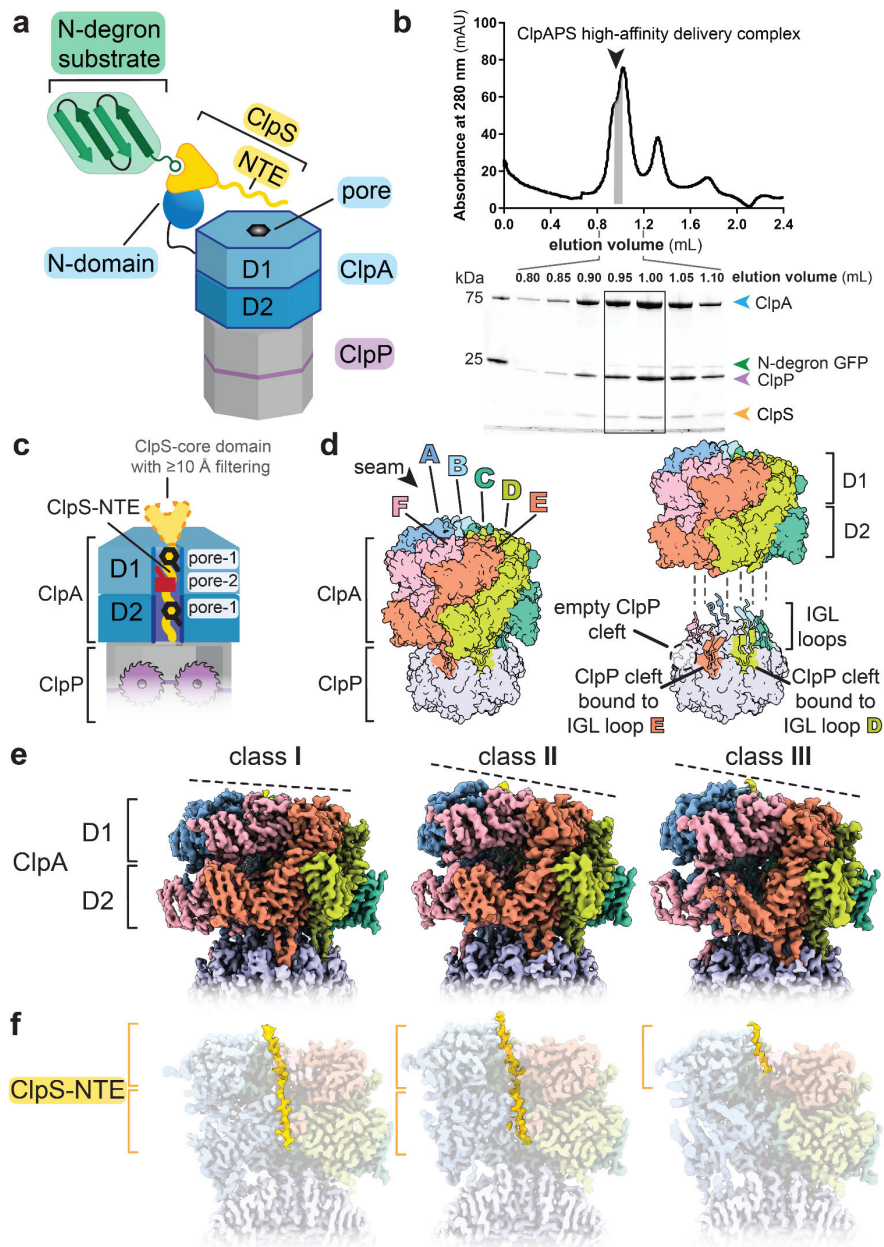 a
N-degron
substrate
ClpS
NTE
pore
N-domain
D1
ClpA
D2
ClpP
b
ClpAPS high-affinity delivery complex
Absorbance at 280 nm (mAU)
80
60
40
20
0
0.0
0.6
1.2
1.8
2.4
elution volume (mL)
kDa
0.80 0.85 0.90 0.95 1.00 1.05 1.10 elution volume (mL)
75
ClpA
25
N-degron GFP
ClpP
ClpS
c
ClpS-core domain
with ≥10 Å filtering
ClpS-NTE
D1
pore-1
pore-2
ClpA
D2
pore-1
ClpP
d
seam
A
B
C
D
E
F
ClpA
ClpP
D1
D2
empty ClpP
cleft
IGL
loops
ClpP cleft
bound to
IGL loop E
ClpP cleft
bound to
IGL loop D
e
class I
class II
class III
D1
ClpA
D2
f
ClpS-NTE